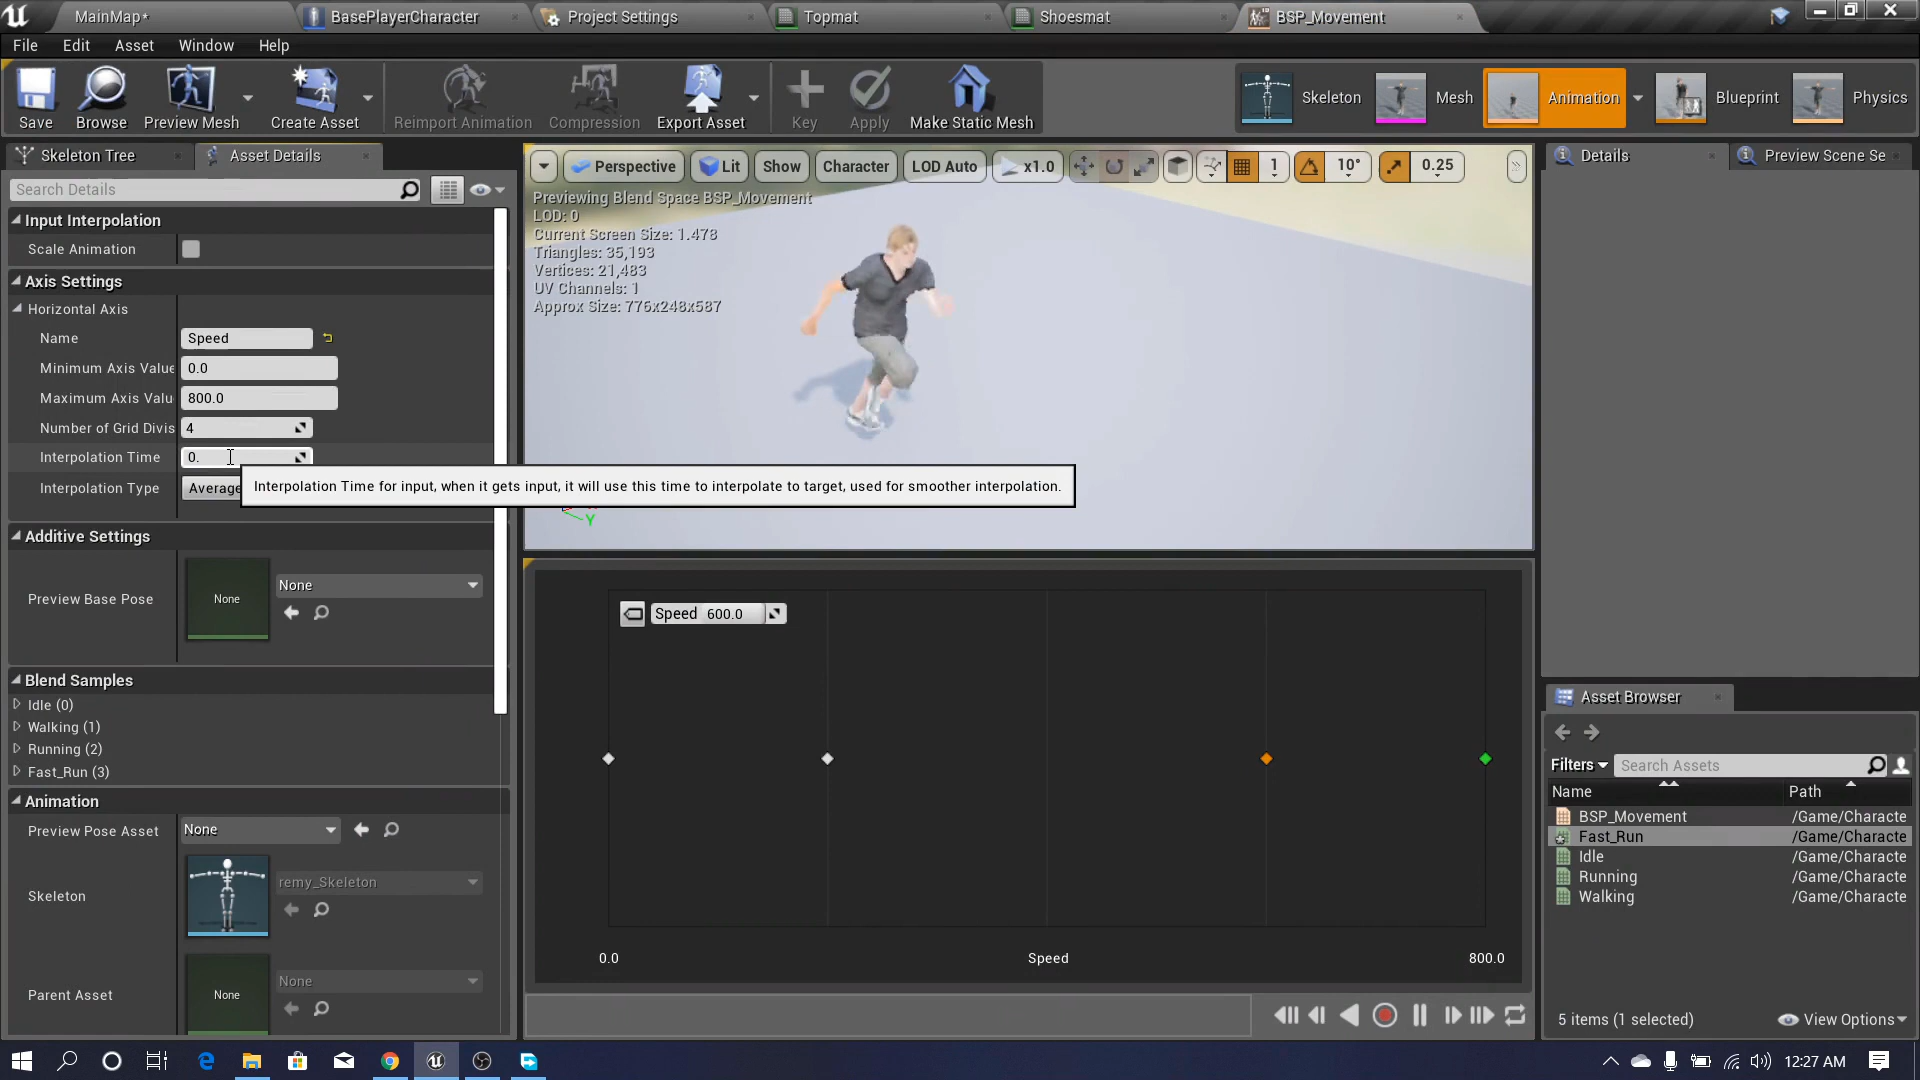 MainMap*
BasePlayerCharacter
Project Settings
Topmat
Shoesmat
BSP_Movement
File Edit Asset Window Help
Save
Browse
Preview Mesh
Create Asset
Reimport Animation
Compression
Export Asset
Key
Apply
Make Static Mesh
Skeleton
Mesh
Animation
Blueprint
Physics
Skeleton Tree
Asset Details
Search Details
Input Interpolation
Scale Animation
Axis Settings
Horizontal Axis
Name Speed
Minimum Axis Value 0.0
Maximum Axis Valu 800.0
Number of Grid Divis 4
Interpolation Time 0.
Interpolation Type Average
Interpolation Time for input, when it gets input, it will use this time to interpolate to target, used for smoother interpolation.
Additive Settings
Preview Base Pose None None
Blend Samples
Idle (0)
Walking (1)
Running (2)
Fast_Run (3)
Animation
Preview Pose Asset None
Skeleton remy_Skeleton
Parent Asset None None
Perspective Lit Show Character LOD Auto x1.0 1 10° 0.25
Previewing Blend Space BSP_Movement
LOD: 0
Current Screen Size: 1.478
Triangles: 35,193
Vertices: 21,483
UV Channels: 1
Approx Size: 776x248x587
Y
Speed 600.0
0.0 Speed 800.0
Details
Preview Scene Se
Asset Browser
Filters Search Assets
Name Path
BSP_Movement /Game/Characte
Fast_Run /Game/Characte
Idle /Game/Characte
Running /Game/Characte
Walking /Game/Characte
5 items (1 selected) View Options
12:27 AM